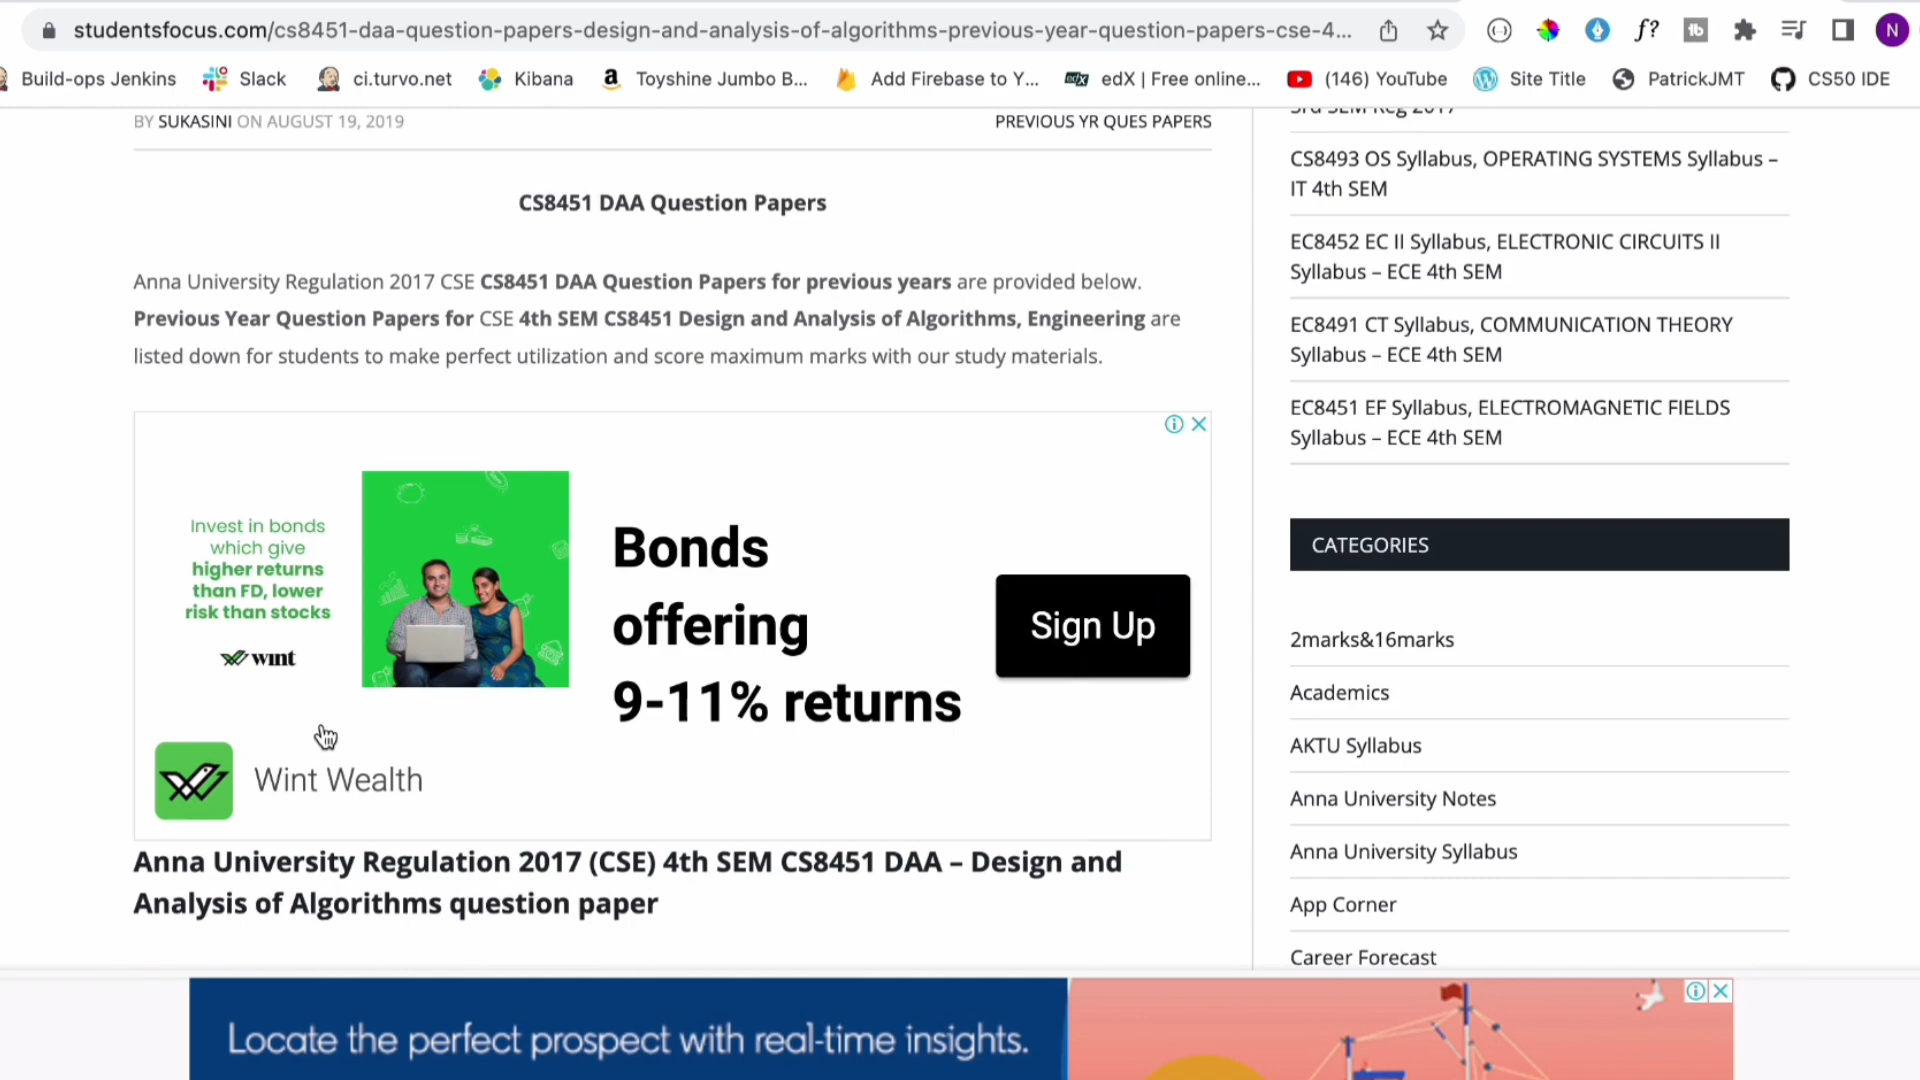 studentsfocus.com/cs8451-daa-question-papers-design-and-analysis-of-algorithms-previous-year-question-papers-cse-4...
f?
tb
N
Build-ops Jenkins
Slack
ci.turvo.net
Kibana
Toyshine Jumbo B...
Add Firebase to Y...
edX | Free online...
(146) YouTube
Site Title
PatrickJMT
CS50 IDE
BY SUKASINI ON AUGUST 19, 2019
PREVIOUS YR QUES PAPERS
CS8451 DAA Question Papers
Anna University Regulation 2017 CSE CS8451 DAA Question Papers for previous years are provided below.
Previous Year Question Papers for CSE 4th SEM CS8451 Design and Analysis of Algorithms, Engineering are
listed down for students to make perfect utilization and score maximum marks with our study materials.
Invest in bonds
which give
higher returns
than FD, lower
risk than stocks
wint
Bonds
offering
9-11% returns
Sign Up
Wint Wealth
Anna University Regulation 2017 (CSE) 4th SEM CS8451 DAA – Design and
Analysis of Algorithms question paper
3rd SEM Reg 2017
CS8493 OS Syllabus, OPERATING SYSTEMS Syllabus –
IT 4th SEM
EC8452 EC II Syllabus, ELECTRONIC CIRCUITS II
Syllabus – ECE 4th SEM
EC8491 CT Syllabus, COMMUNICATION THEORY
Syllabus – ECE 4th SEM
EC8451 EF Syllabus, ELECTROMAGNETIC FIELDS
Syllabus – ECE 4th SEM
CATEGORIES
2marks&16marks
Academics
AKTU Syllabus
Anna University Notes
Anna University Syllabus
App Corner
Career Forecast
Locate the perfect prospect with real-time insights.